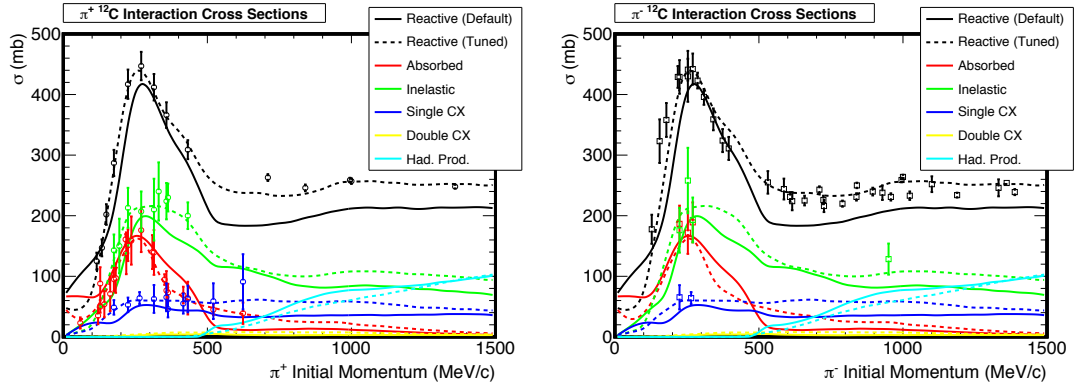 π⁺ ¹²C Interaction Cross Sections
σ (mb)
500
400
300
200
100
0
0
500
1000
1500
π⁺ Initial Momentum (MeV/c)
Reactive (Default)
Reactive (Tuned)
Absorbed
Inelastic
Single CX
Double CX
Had. Prod.
π⁻ ¹²C Interaction Cross Sections
σ (mb)
500
400
300
200
100
0
0
500
1000
1500
π⁻ Initial Momentum (MeV/c)
Reactive (Default)
Reactive (Tuned)
Absorbed
Inelastic
Single CX
Double CX
Had. Prod.